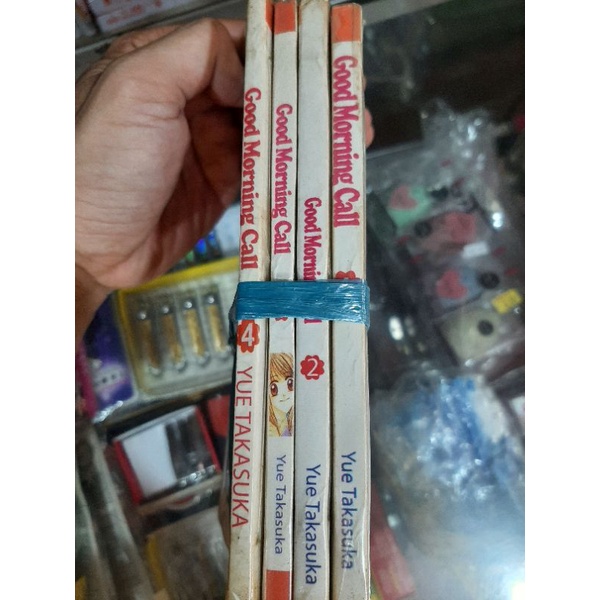 Good Morning Call
4
YUE TAKASUKA
Good Morning Call
Yue Takasuka
Good Morni
2
Yue Takasuka
Good Morning Call
Yue Takasuka